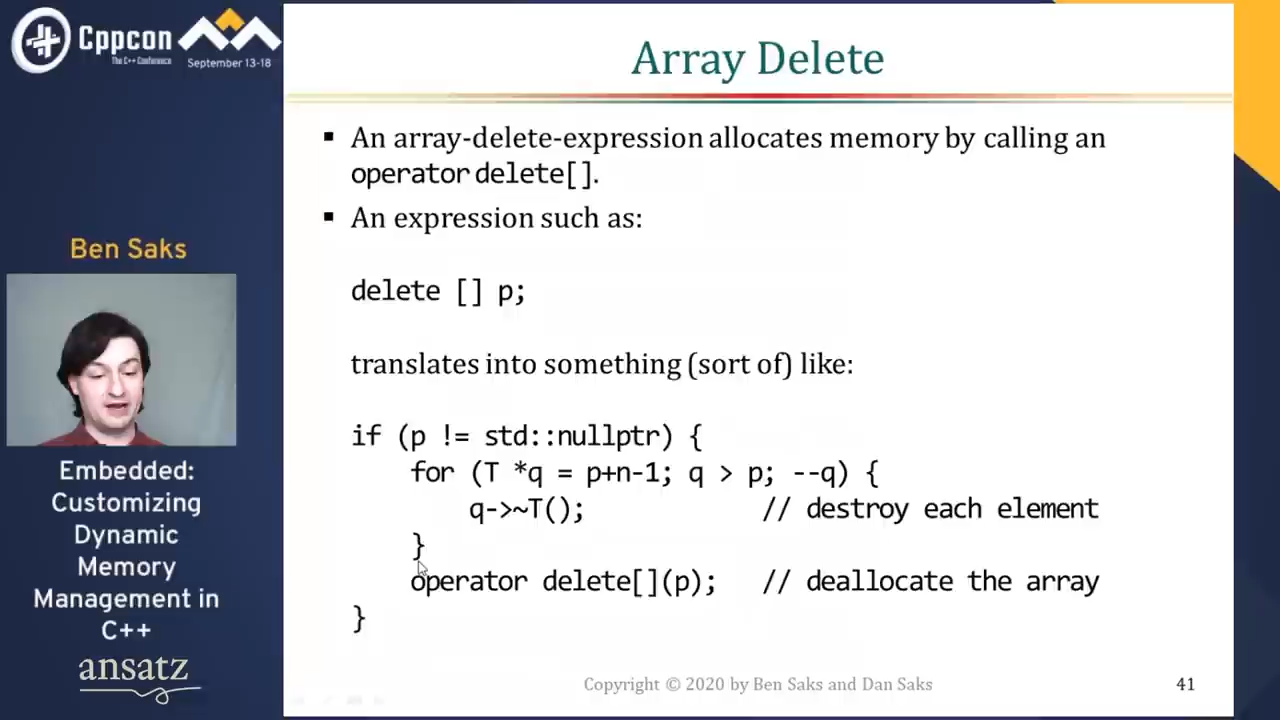 Cppcon
The C++ Conference
September 13-18
Array Delete
▪ An array-delete-expression allocates memory by calling an
operator delete[].
▪ An expression such as:
delete [] p;
translates into something (sort of) like:
if (p != std::nullptr) {
for (T *q = p+n-1; q > p; --q) {
q->~T(); // destroy each element
}
operator delete[](p); // deallocate the array
}
Copyright © 2020 by Ben Saks and Dan Saks
41
Ben Saks
Embedded:
Customizing
Dynamic
Memory
Management in
C++
ansatz